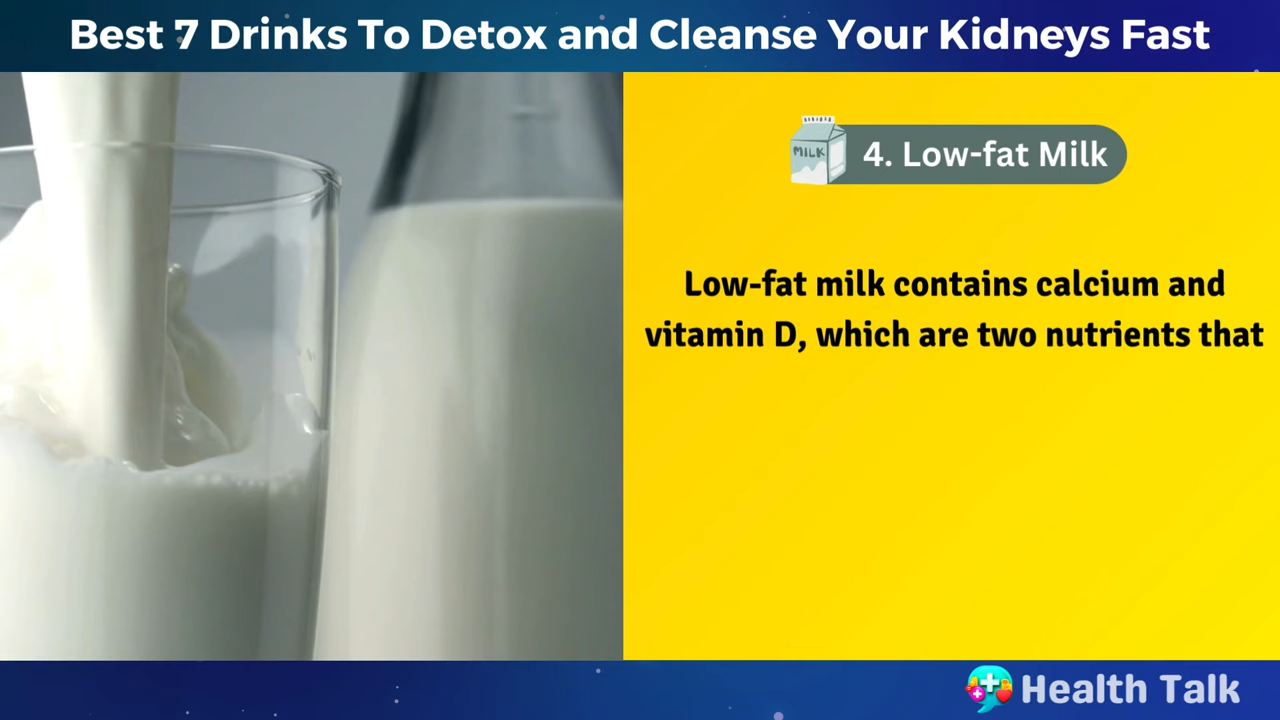 Best 7 Drinks To Detox and Cleanse Your Kidneys Fast
MILK
4. Low-fat Milk
Low-fat milk contains calcium and
vitamin D, which are two nutrients that
Health Talk